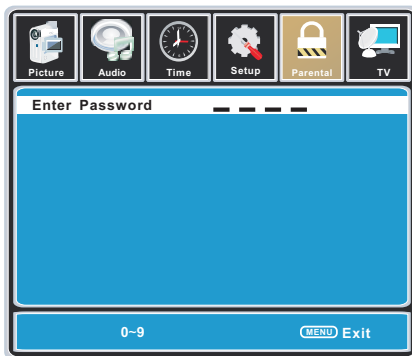 Picture Audio Time Setup Parental TV
Enter Password _ _ _ _
0~9 MENU Exit